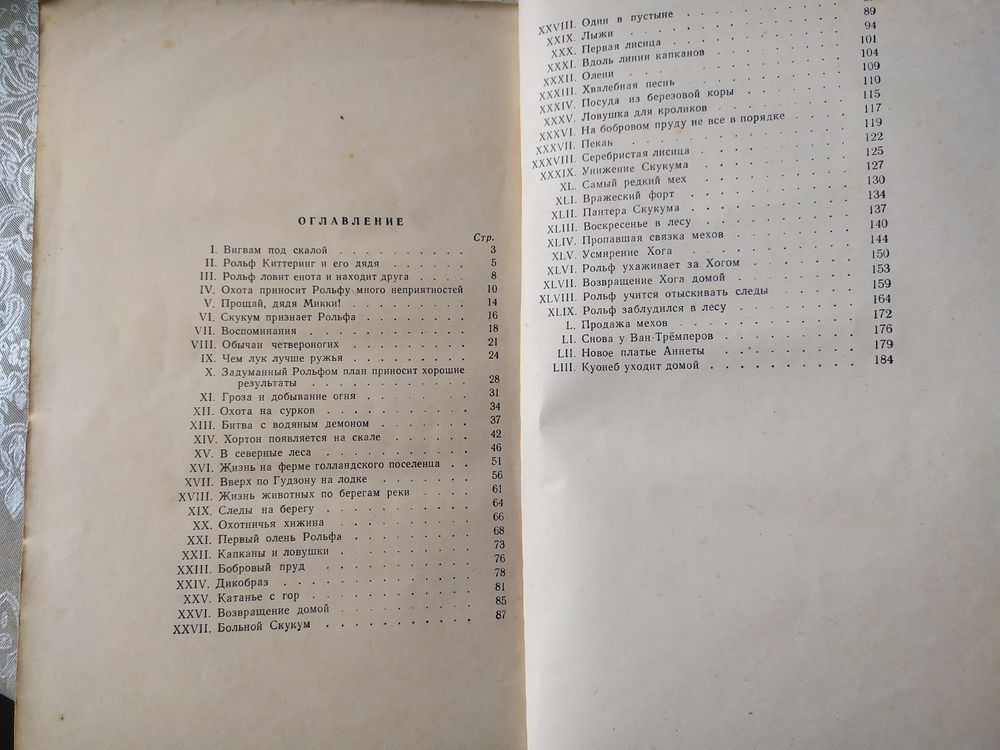 ОГЛАВЛЕНИЕ
Стр.
I. Вигвам под скалой . . . . . . . . . 3
II. Рольф Киттеринг и его дядя . . . . . . 5
III. Рольф ловит енота и находит друга . . . . 8
IV. Охота приносит Рольфу много неприятностей 10
V. Прощай, дядя Микки! . . . . . . . . 14
VI. Скукум признает Рольфа . . . . . . . 16
VII. Воспоминания . . . . . . . . . . 18
VIII. Обычаи четвероногих . . . . . . . . 21
IX. Чем лук лучше ружья . . . . . . . . 24
X. Задуманный Рольфом план приносит хорошие
результаты . . . . . . . . . . 28
XI. Гроза и добывание огня . . . . . . . 31
XII. Охота на сурков . . . . . . . . . 34
XIII. Битва с водяным демоном . . . . . . 37
XIV. Хортон появляется на скале . . . . . 42
XV. В северные леса . . . . . . . . . 46
XVI. Жизнь на ферме голландского поселенца . . 51
XVII. Вверх по Гудзону на лодке . . . . . . 56
XVIII. Жизнь животных по берегам реки . . . . 61
XIX. Следы на берегу . . . . . . . . . 64
XX. Охотничья хижина . . . . . . . . . 66
XXI. Первый олень Рольфа . . . . . . . . 68
XXII. Капканы и ловушки . . . . . . . . 73
XXIII. Бобровый пруд . . . . . . . . . . 76
XXIV. Дикобраз . . . . . . . . . . . 78
XXV. Катанье с гор . . . . . . . . . . 81
XXVI. Возвращение домой . . . . . . . . 85
XXVII. Больной Скукум . . . . . . . . . 87
XXVIII. Один в пустыне . . . . . . . . .
XXIX. Лыжи . . . . . . . . . . . . 89
XXX. Первая лисица . . . . . . . . . . 94
XXXI. Вдоль линии капканов . . . . . . . 101
XXXII. Олени . . . . . . . . . . . . 104
XXXIII. Хвалебная песнь . . . . . . . . . 109
XXXIV. Посуда из березовой коры . . . . . . 110
XXXV. Ловушка для кроликов . . . . . . . 115
XXXVI. На бобровом пруду не все в порядке . . . 117
XXXVII. Пекан . . . . . . . . . . . . 119
XXXVIII. Серебристая лисица . . . . . . . . 122
XXXIX. Унижение Скукума . . . . . . . . 125
XL. Самый редкий мех . . . . . . . . . 127
XLI. Вражеский форт . . . . . . . . . 130
XLII. Пантера Скукума . . . . . . . . . 134
XLIII. Воскресенье в лесу . . . . . . . . 137
XLIV. Пропавшая связка мехов . . . . . . . 140
XLV. Усмирение Хога . . . . . . . . . 144
XLVI. Рольф ухаживает за Хогом . . . . . . 150
XLVII. Возвращение Хога домой . . . . . . . 153
XLVIII. Рольф учится отыскивать следы . . . . 159
XLIX. Рольф заблудился в лесу . . . . . . . 164
L. Продажа мехов . . . . . . . . . . 172
LI. Снова у Ван-Трёмперов . . . . . . . 176
LII. Новое платье Аннеты . . . . . . . . 179
LIII. Куонеб уходит домой . . . . . . . . 184